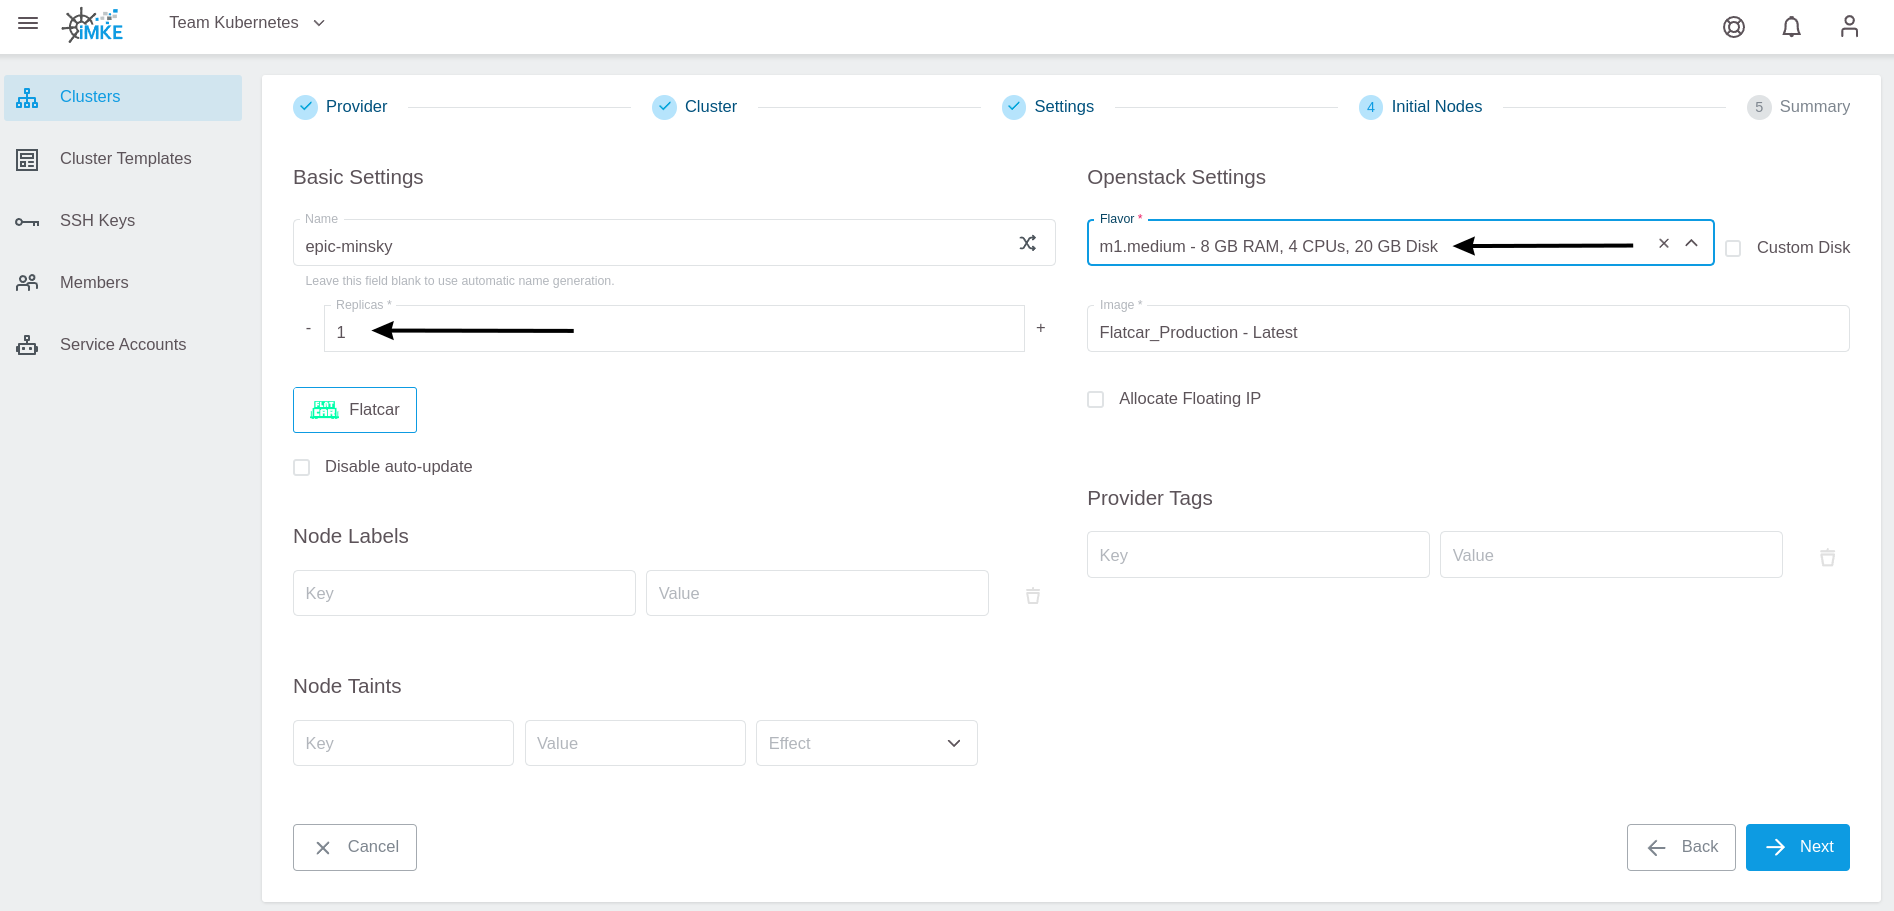 iMKE
Team Kubernetes
Clusters
Cluster Templates
SSH Keys
Members
Service Accounts
Provider
Cluster
Settings
4 Initial Nodes
5 Summary
Basic Settings
Name
epic-minsky
Leave this field blank to use automatic name generation.
Replicas *
- 1 +
FLAT CAR Flatcar
Disable auto-update
Node Labels
Key Value
Node Taints
Key Value Effect
Openstack Settings
Flavor *
m1.medium - 8 GB RAM, 4 CPUs, 20 GB Disk
Custom Disk
Image *
Flatcar_Production - Latest
Allocate Floating IP
Provider Tags
Key Value
Cancel
Back
Next